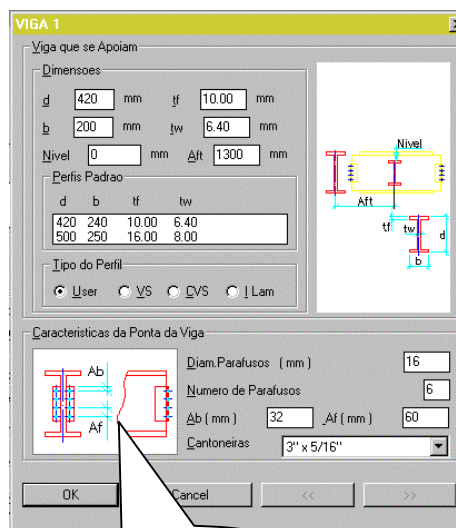 VIGA 1
Viga que se Apoiam
Dimensoes
d 420 mm tf 10.00 mm
b 200 mm tw 6.40 mm
Nivel 0 mm Aft 1300 mm
Perfis Padrao
d b tf tw
420 240 10.00 6.40
500 250 16.00 8.00
Tipo do Perfil
User VS CVS I Lam
Nivel
Aft
tf tw d
b
Caracteristicas da Ponta da Viga
Ab
Af
Diam.Parafusos ( mm ) 16
Numero de Parafusos 6
Ab ( mm ) 32 Af ( mm ) 60
Cantoneiras 3" x 5/16"
OK Cancel << >>